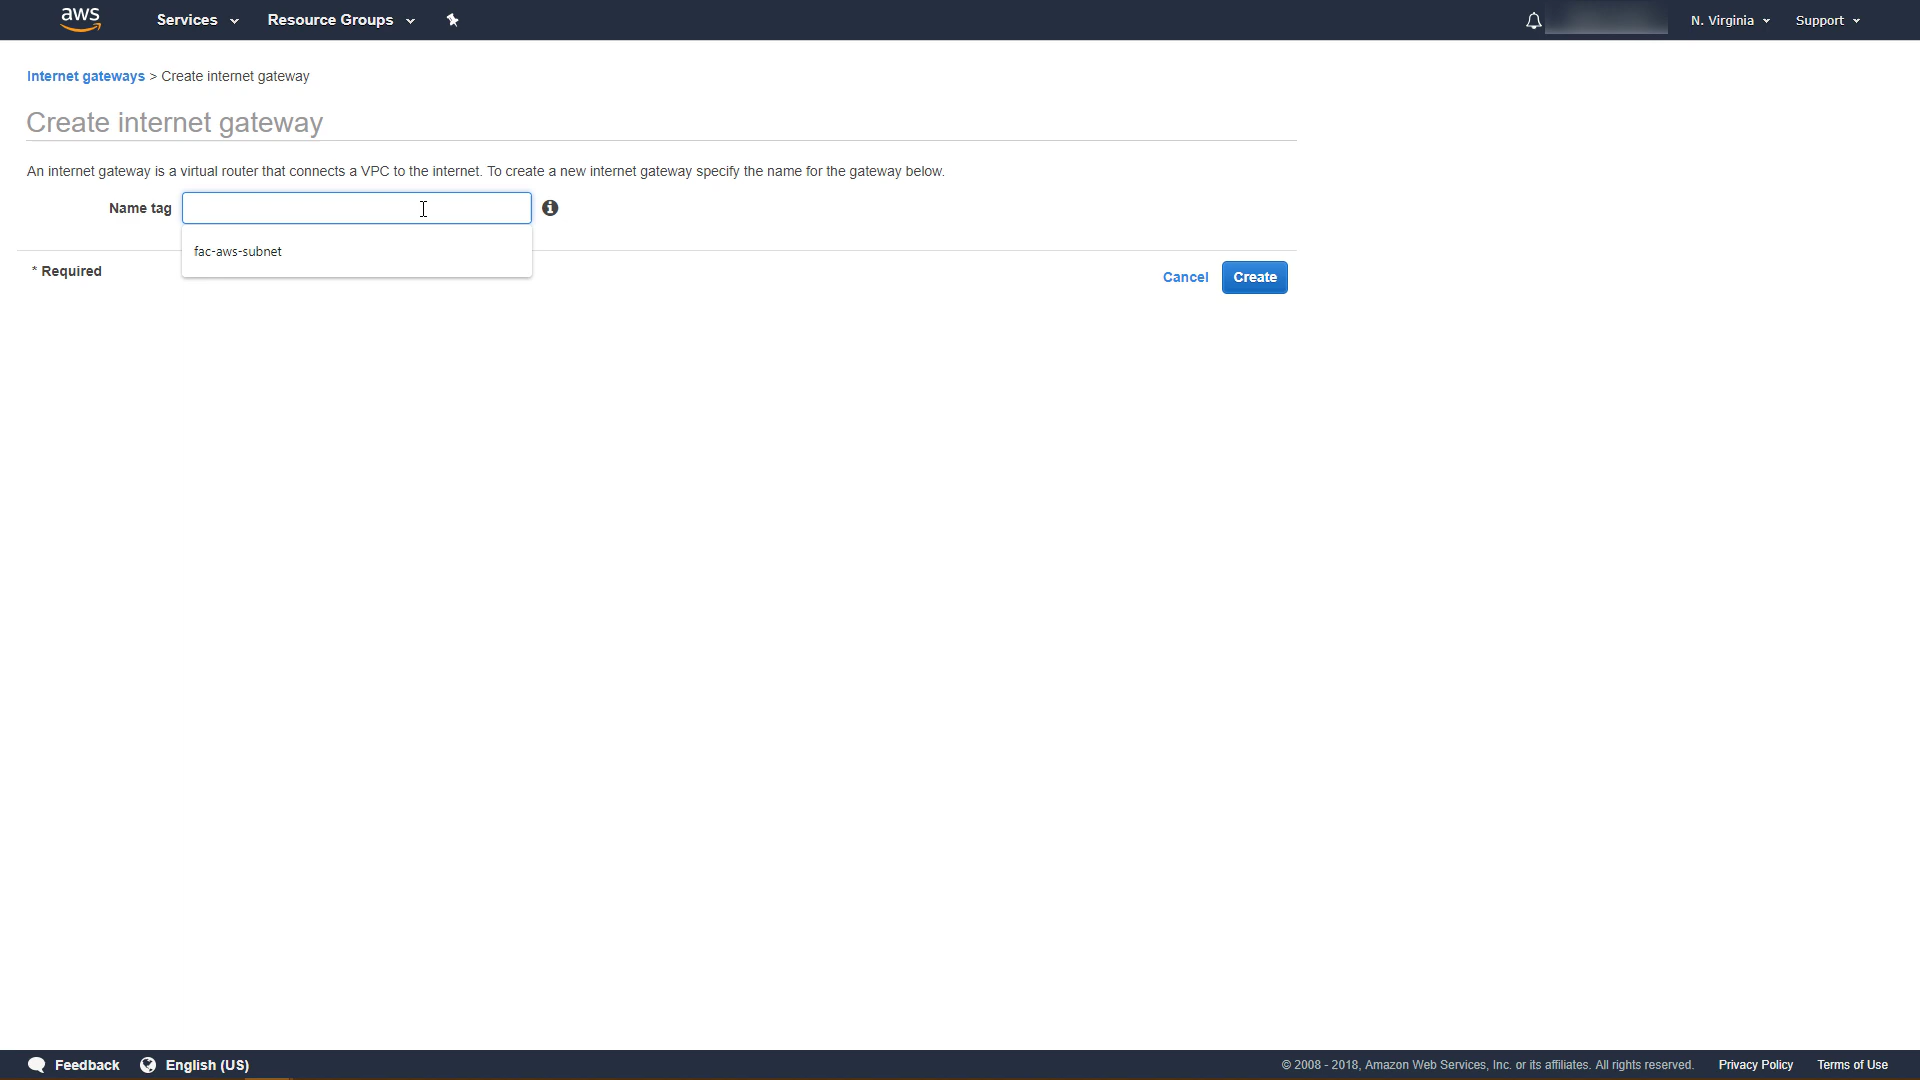 aws Services Resource Groups N. Virginia Support
Internet gateways > Create internet gateway
Create internet gateway
An internet gateway is a virtual router that connects a VPC to the internet. To create a new internet gateway specify the name for the gateway below.
Name tag
fac-aws-subnet
* Required
Cancel Create
Feedback English (US) © 2008 - 2018, Amazon Web Services, Inc. or its affiliates. All rights reserved. Privacy Policy Terms of Use